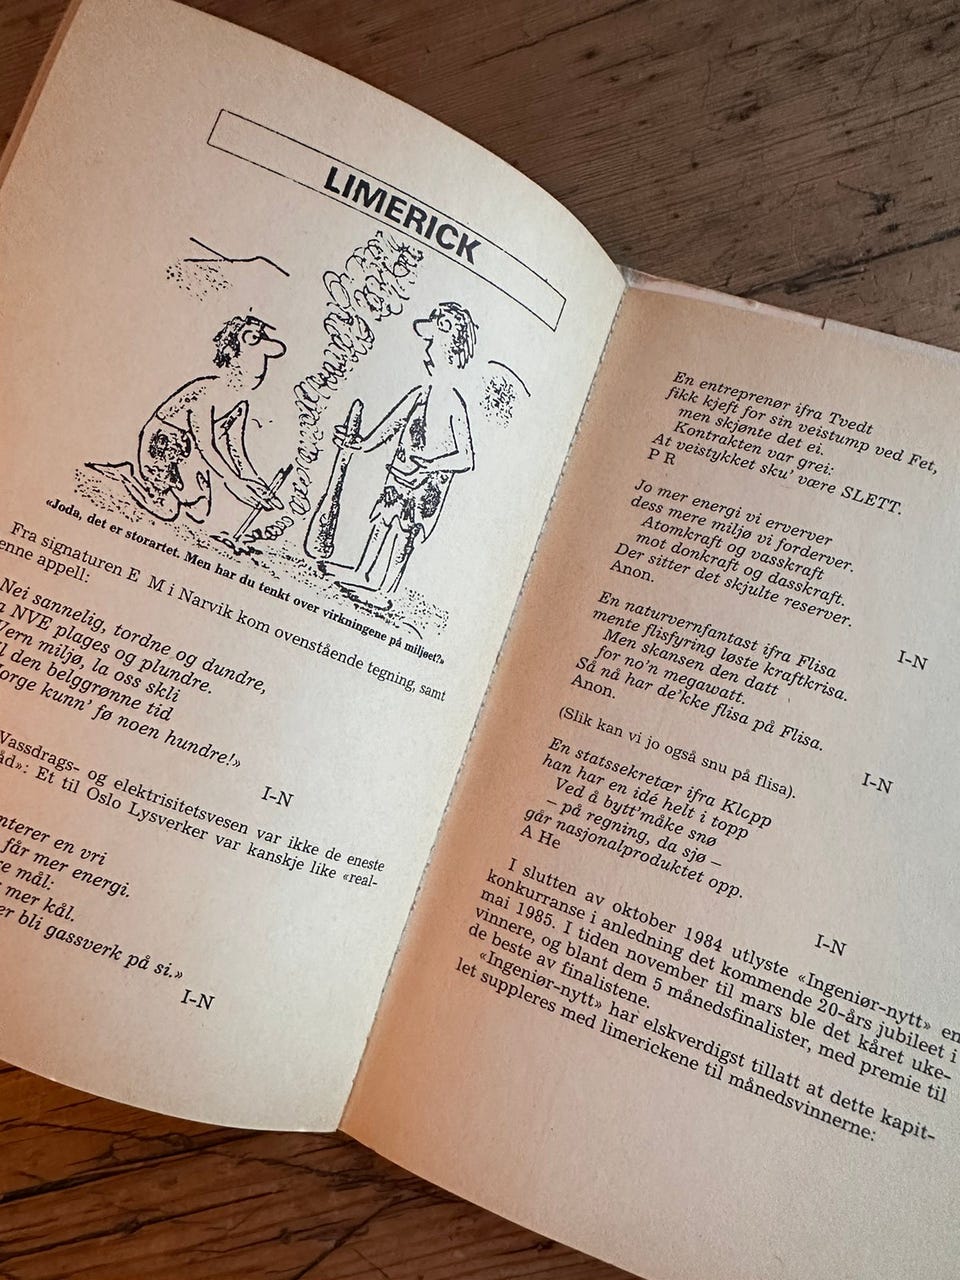 LIMERICK
«Joda, det er storartet. Men har du tenkt over virkningene på miljøet?»
Fra signaturen E M i Narvik kom ovenstående tegning, samt
enne appell:
Nei sannelig, tordne og dundre,
NVE plages og plundre.
Vern miljø, la oss skli
l den belggrønne tid
orge kunn' fø noen hundre!»
I–N
Vassdrags- og elektrisitetsvesen var ikke de eneste
åd»: Et til Oslo Lysverker var kanskje like «real-
nterer en vri
får mer energi.
e mål:
mer kål.
er bli gassverk på si.»
I–N
En entreprenør ifra Tvedt
fikk kjeft for sin veistump ved Fet,
men skjønte det ei.
Kontrakten var grei:
At veistykket sku' være SLETT.
P R
Jo mer energi vi erverver
dess mere miljø vi forderver.
Atomkraft og vasskraft
mot donkraft og dasskraft.
Der sitter det skjulte reserver.
Anon.
I–N
En naturvernfantast ifra Flisa
mente flisfyring løste kraftkrisa.
Men skansen den datt
for no'n megawatt.
Så nå har de'kke flisa på Flisa.
Anon.
(Slik kan vi jo også snu på flisa).
I–N
En statssekretær ifra Klopp
han har en idé helt i topp
Ved å bytt'måke snø
– på regning, da sjø –
går nasjonalproduktet opp.
A He
I–N
I slutten av oktober 1984 utlyste «Ingeniør-nytt» en
konkurranse i anledning det kommende 20-års jubileet i
mai 1985. I tiden november til mars ble det kåret uke-
vinnere, og blant dem 5 månedsfinalister, med premie til
de beste av finalistene.
«Ingeniør-nytt» har elskverdigst tillatt at dette kapit-
let suppleres med limerickene til månedsvinnerne: